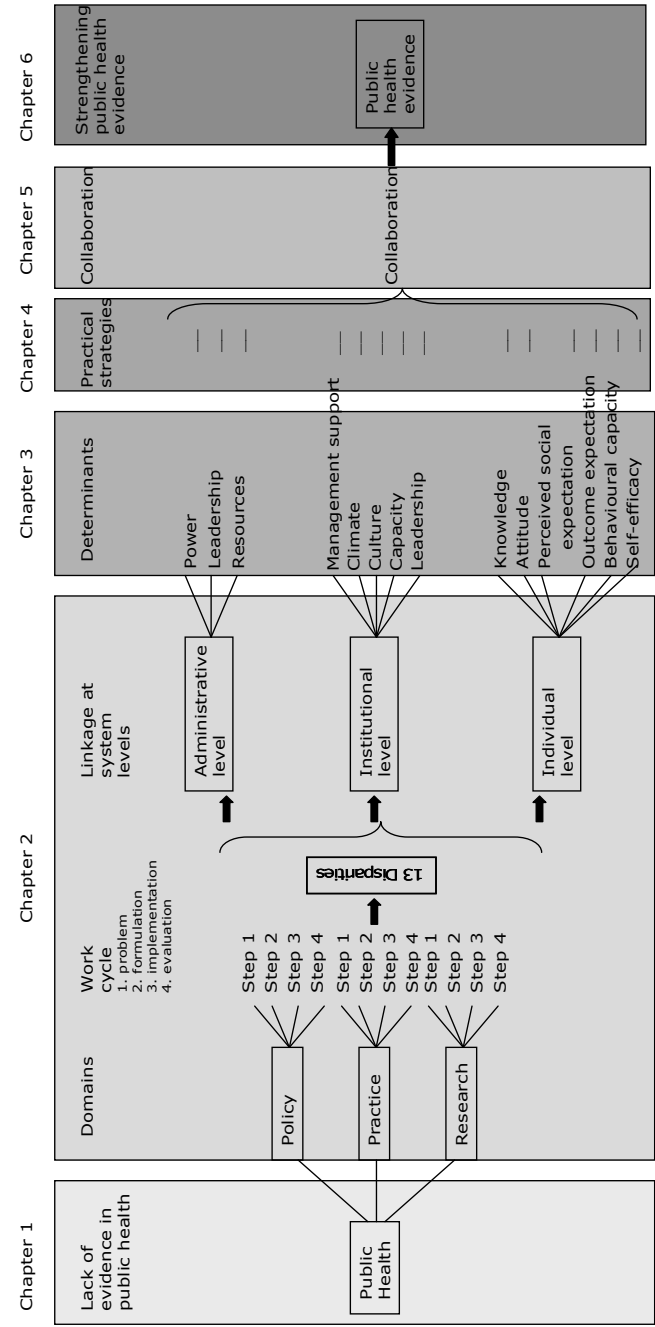 Chapter 1
Lack of
evidence in
public health
Public
Health
Chapter 2
Domains
Policy
Practice
Research
Work
cycle
1. problem
2. formulation
3. implementation
4. evaluation
Step 1
Step 2
Step 3
Step 4
Step 1
Step 2
Step 3
Step 4
Step 1
Step 2
Step 3
Step 4
13 Disparities
Linkage at
system
levels
Administrative
level
Institutional
level
Individual
level
Chapter 3
Determinants
Power
Leadership
Resources
Management support
Climate
Culture
Capacity
Leadership
Knowledge
Attitude
Perceived social
expectation
Outcome expectation
Behavioural capacity
Self-efficacy
Chapter 4
Practical
strategies
Chapter 5
Collaboration
Collaboration
Chapter 6
Strengthening
public health
evidence
Public
health
evidence